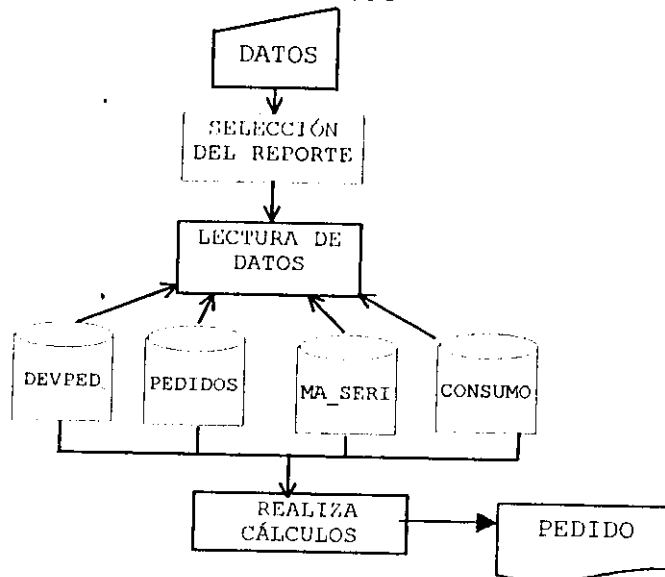 DATOS
SELECCIÓN
DEL REPORTE
LECTURA DE
DATOS
DEVPED
PEDIDOS
MA_SERI
CONSUMO
REALIZA
CÁLCULOS
PEDIDO